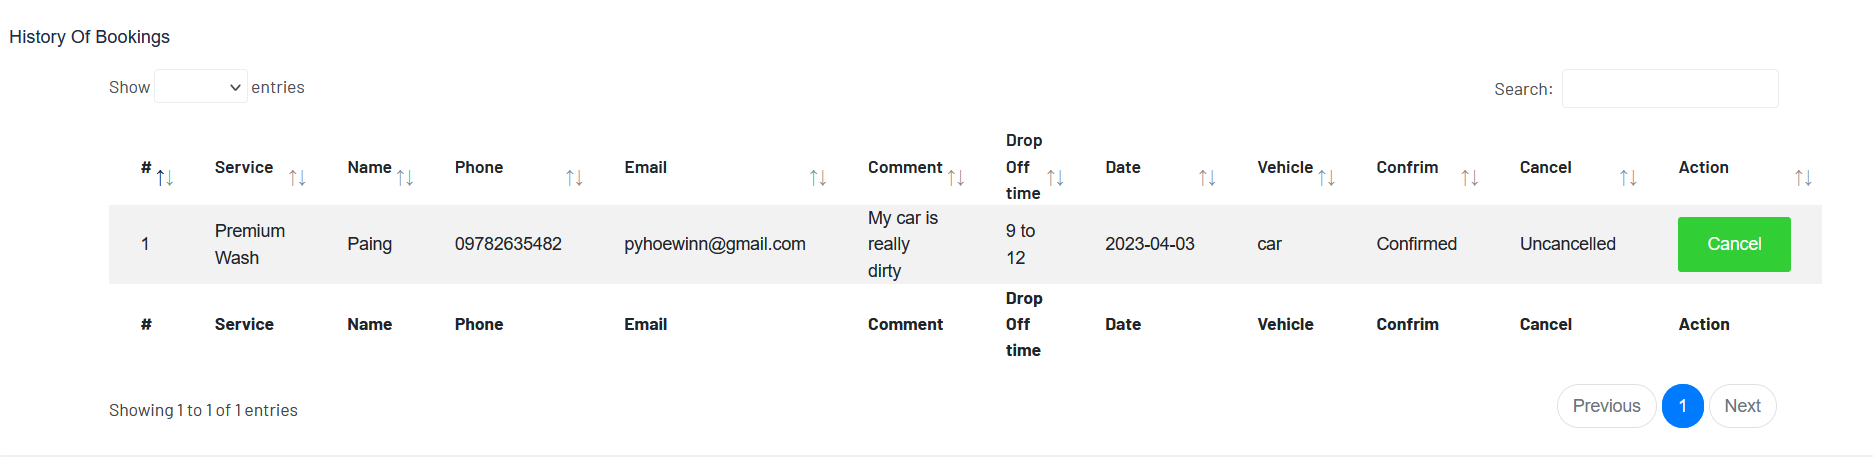 History Of Bookings
Show entries
Search:
# Service Name Phone Email Comment Drop Off time Date Vehicle Confrim Cancel Action
1 Premium Wash Paing 09782635482 pyhoewinn@gmail.com My car is really dirty 9 to 12 2023-04-03 car Confirmed Uncancelled Cancel
# Service Name Phone Email Comment Drop Off time Date Vehicle Confrim Cancel Action
Showing 1 to 1 of 1 entries
Previous 1 Next